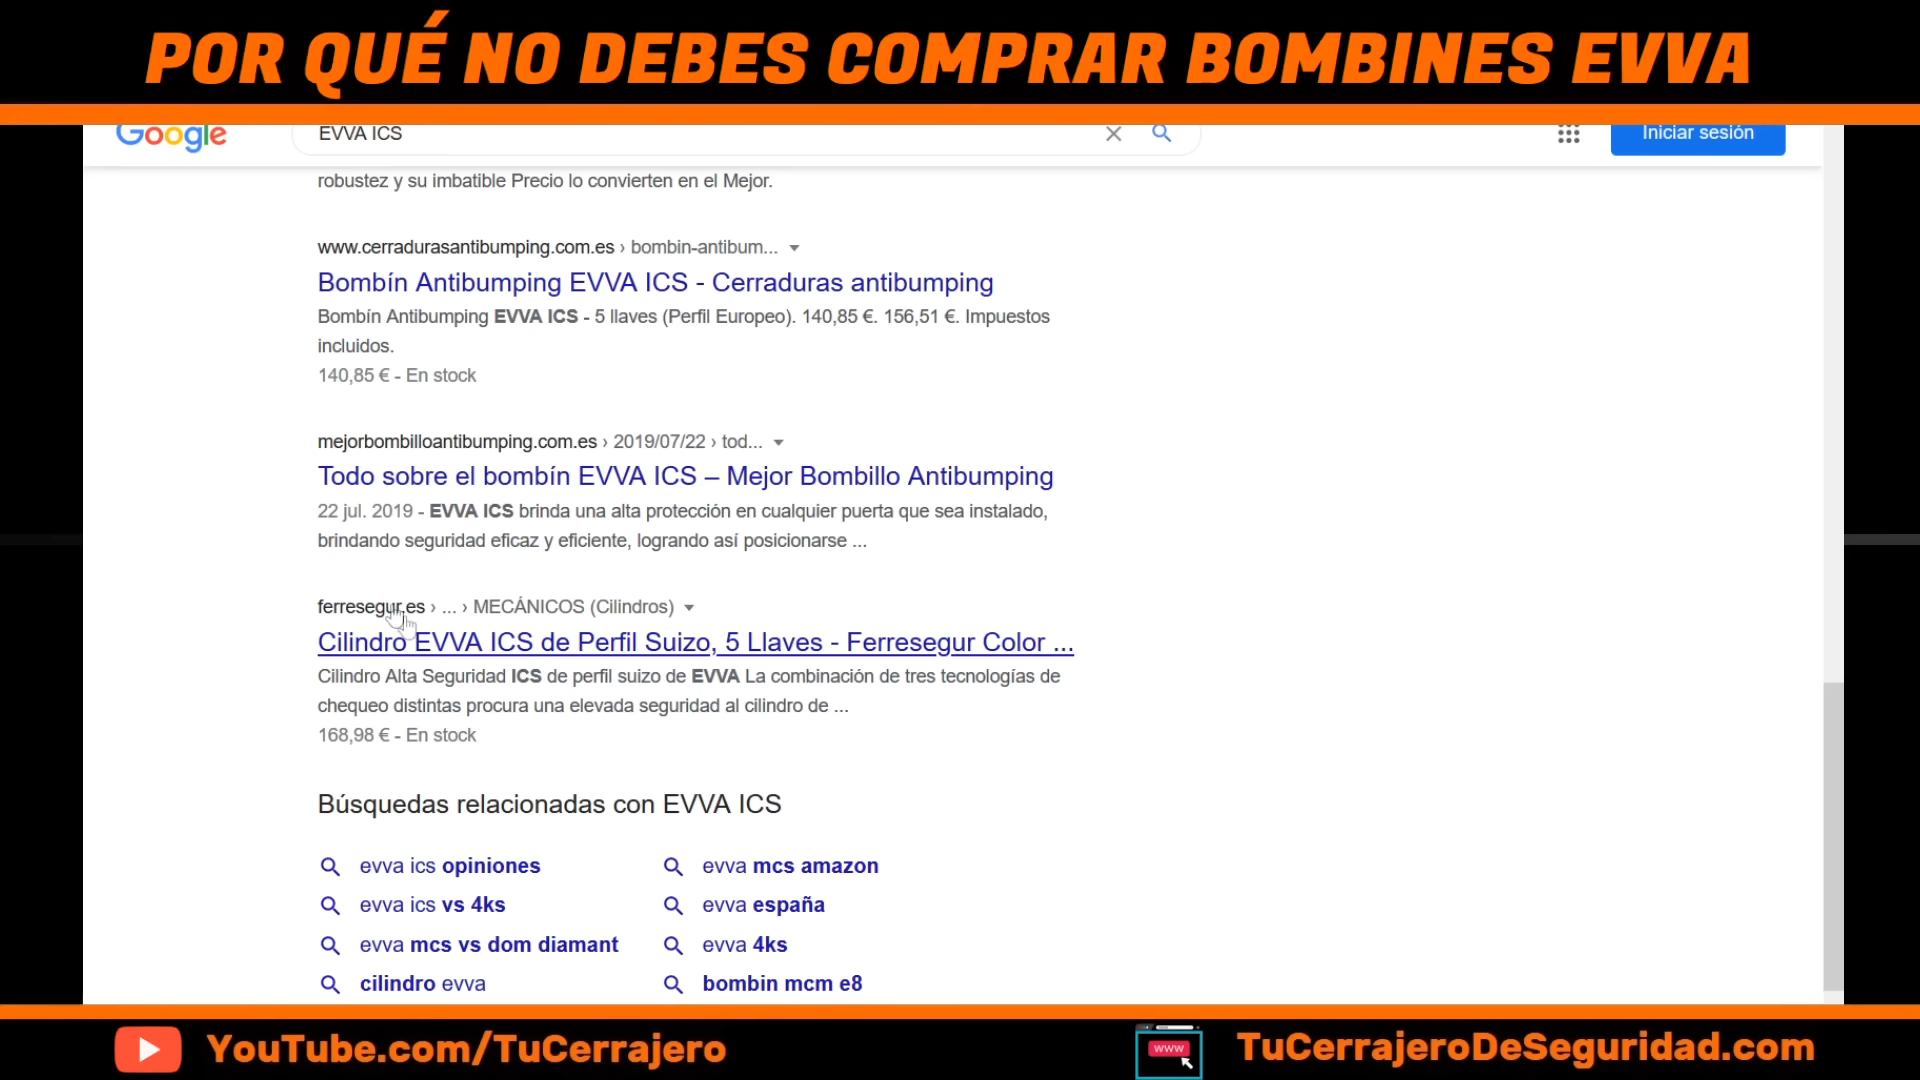 POR QUÉ NO DEBES COMPRAR BOMBINES EVVA
Google
EVVA ICS
Iniciar sesión
robustez y su imbatible Precio lo convierten en el Mejor.
www.cerradurasantibumping.com.es › bombin-antibum...
Bombín Antibumping EVVA ICS - Cerraduras antibumping
Bombín Antibumping EVVA ICS - 5 llaves (Perfil Europeo). 140,85 €. 156,51 €. Impuestos
incluidos.
140,85 € - En stock
mejorbombilloantibumping.com.es › 2019/07/22 › tod...
Todo sobre el bombín EVVA ICS – Mejor Bombillo Antibumping
22 jul. 2019 - EVVA ICS brinda una alta protección en cualquier puerta que sea instalado,
brindando seguridad eficaz y eficiente, logrando así posicionarse ...
ferresegur.es › ... › MECÁNICOS (Cilindros)
Cilindro EVVA ICS de Perfil Suizo, 5 Llaves - Ferresegur Color ...
Cilindro Alta Seguridad ICS de perfil suizo de EVVA La combinación de tres tecnologías de
chequeo distintas procura una elevada seguridad al cilindro de ...
168,98 € - En stock
Búsquedas relacionadas con EVVA ICS
evva ics opiniones
evva mcs amazon
evva ics vs 4ks
evva españa
evva mcs vs dom diamant
evva 4ks
cilindro evva
bombin mcm e8
YouTube.com/TuCerrajero
WWW
TuCerrajeroDeSeguridad.com